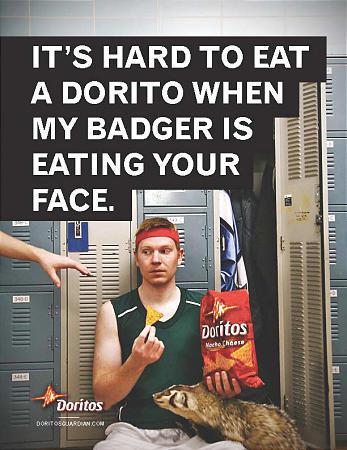 IT'S HARD TO EAT
A DORITO WHEN
MY BADGER IS
EATING YOUR
FACE.
Doritos
Nacho Cheese
Doritos
DORITOSGUARDIAN.COM